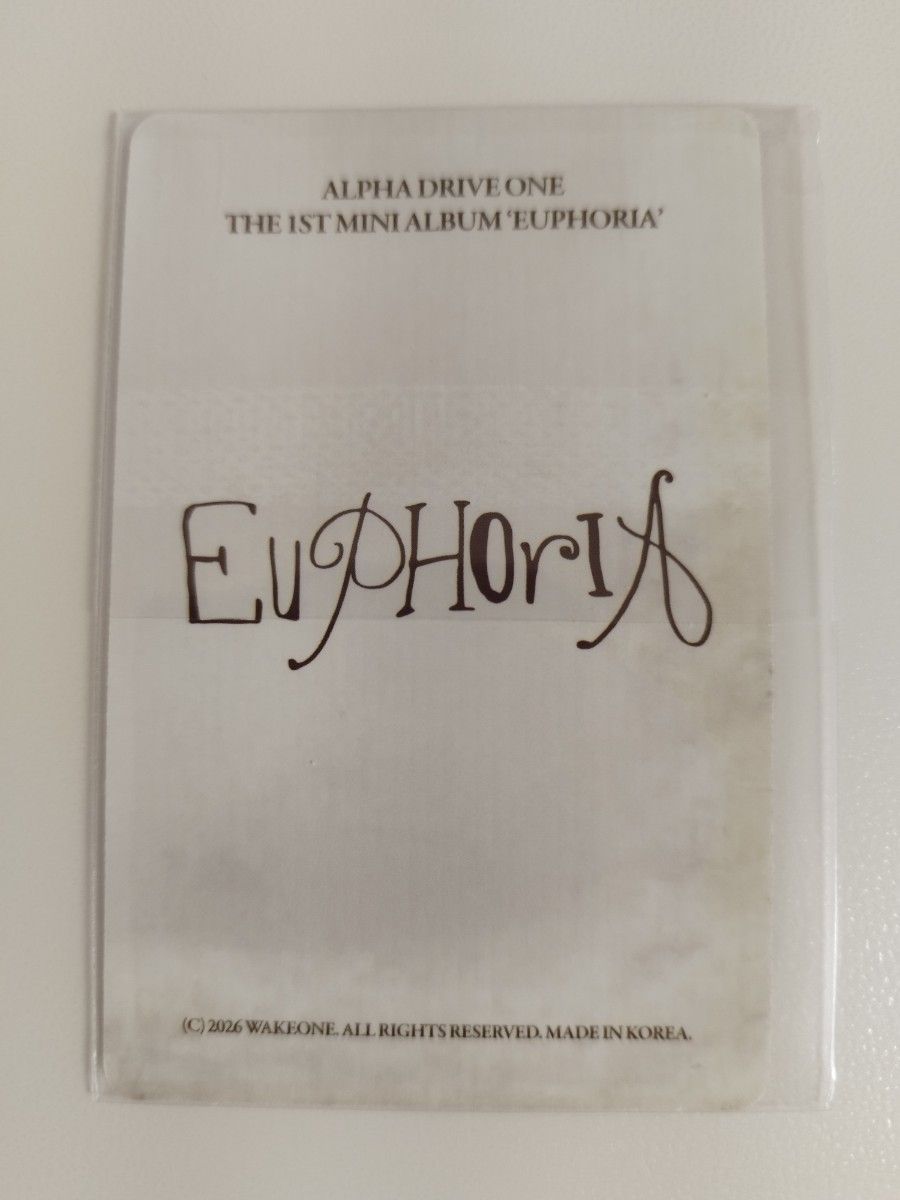 ALPHA DRIVE ONE
THE 1ST MINI ALBUM ‘EUPHORIA’
EuPHorIA
(C) 2026 WAKEONE. ALL RIGHTS RESERVED. MADE IN KOREA.